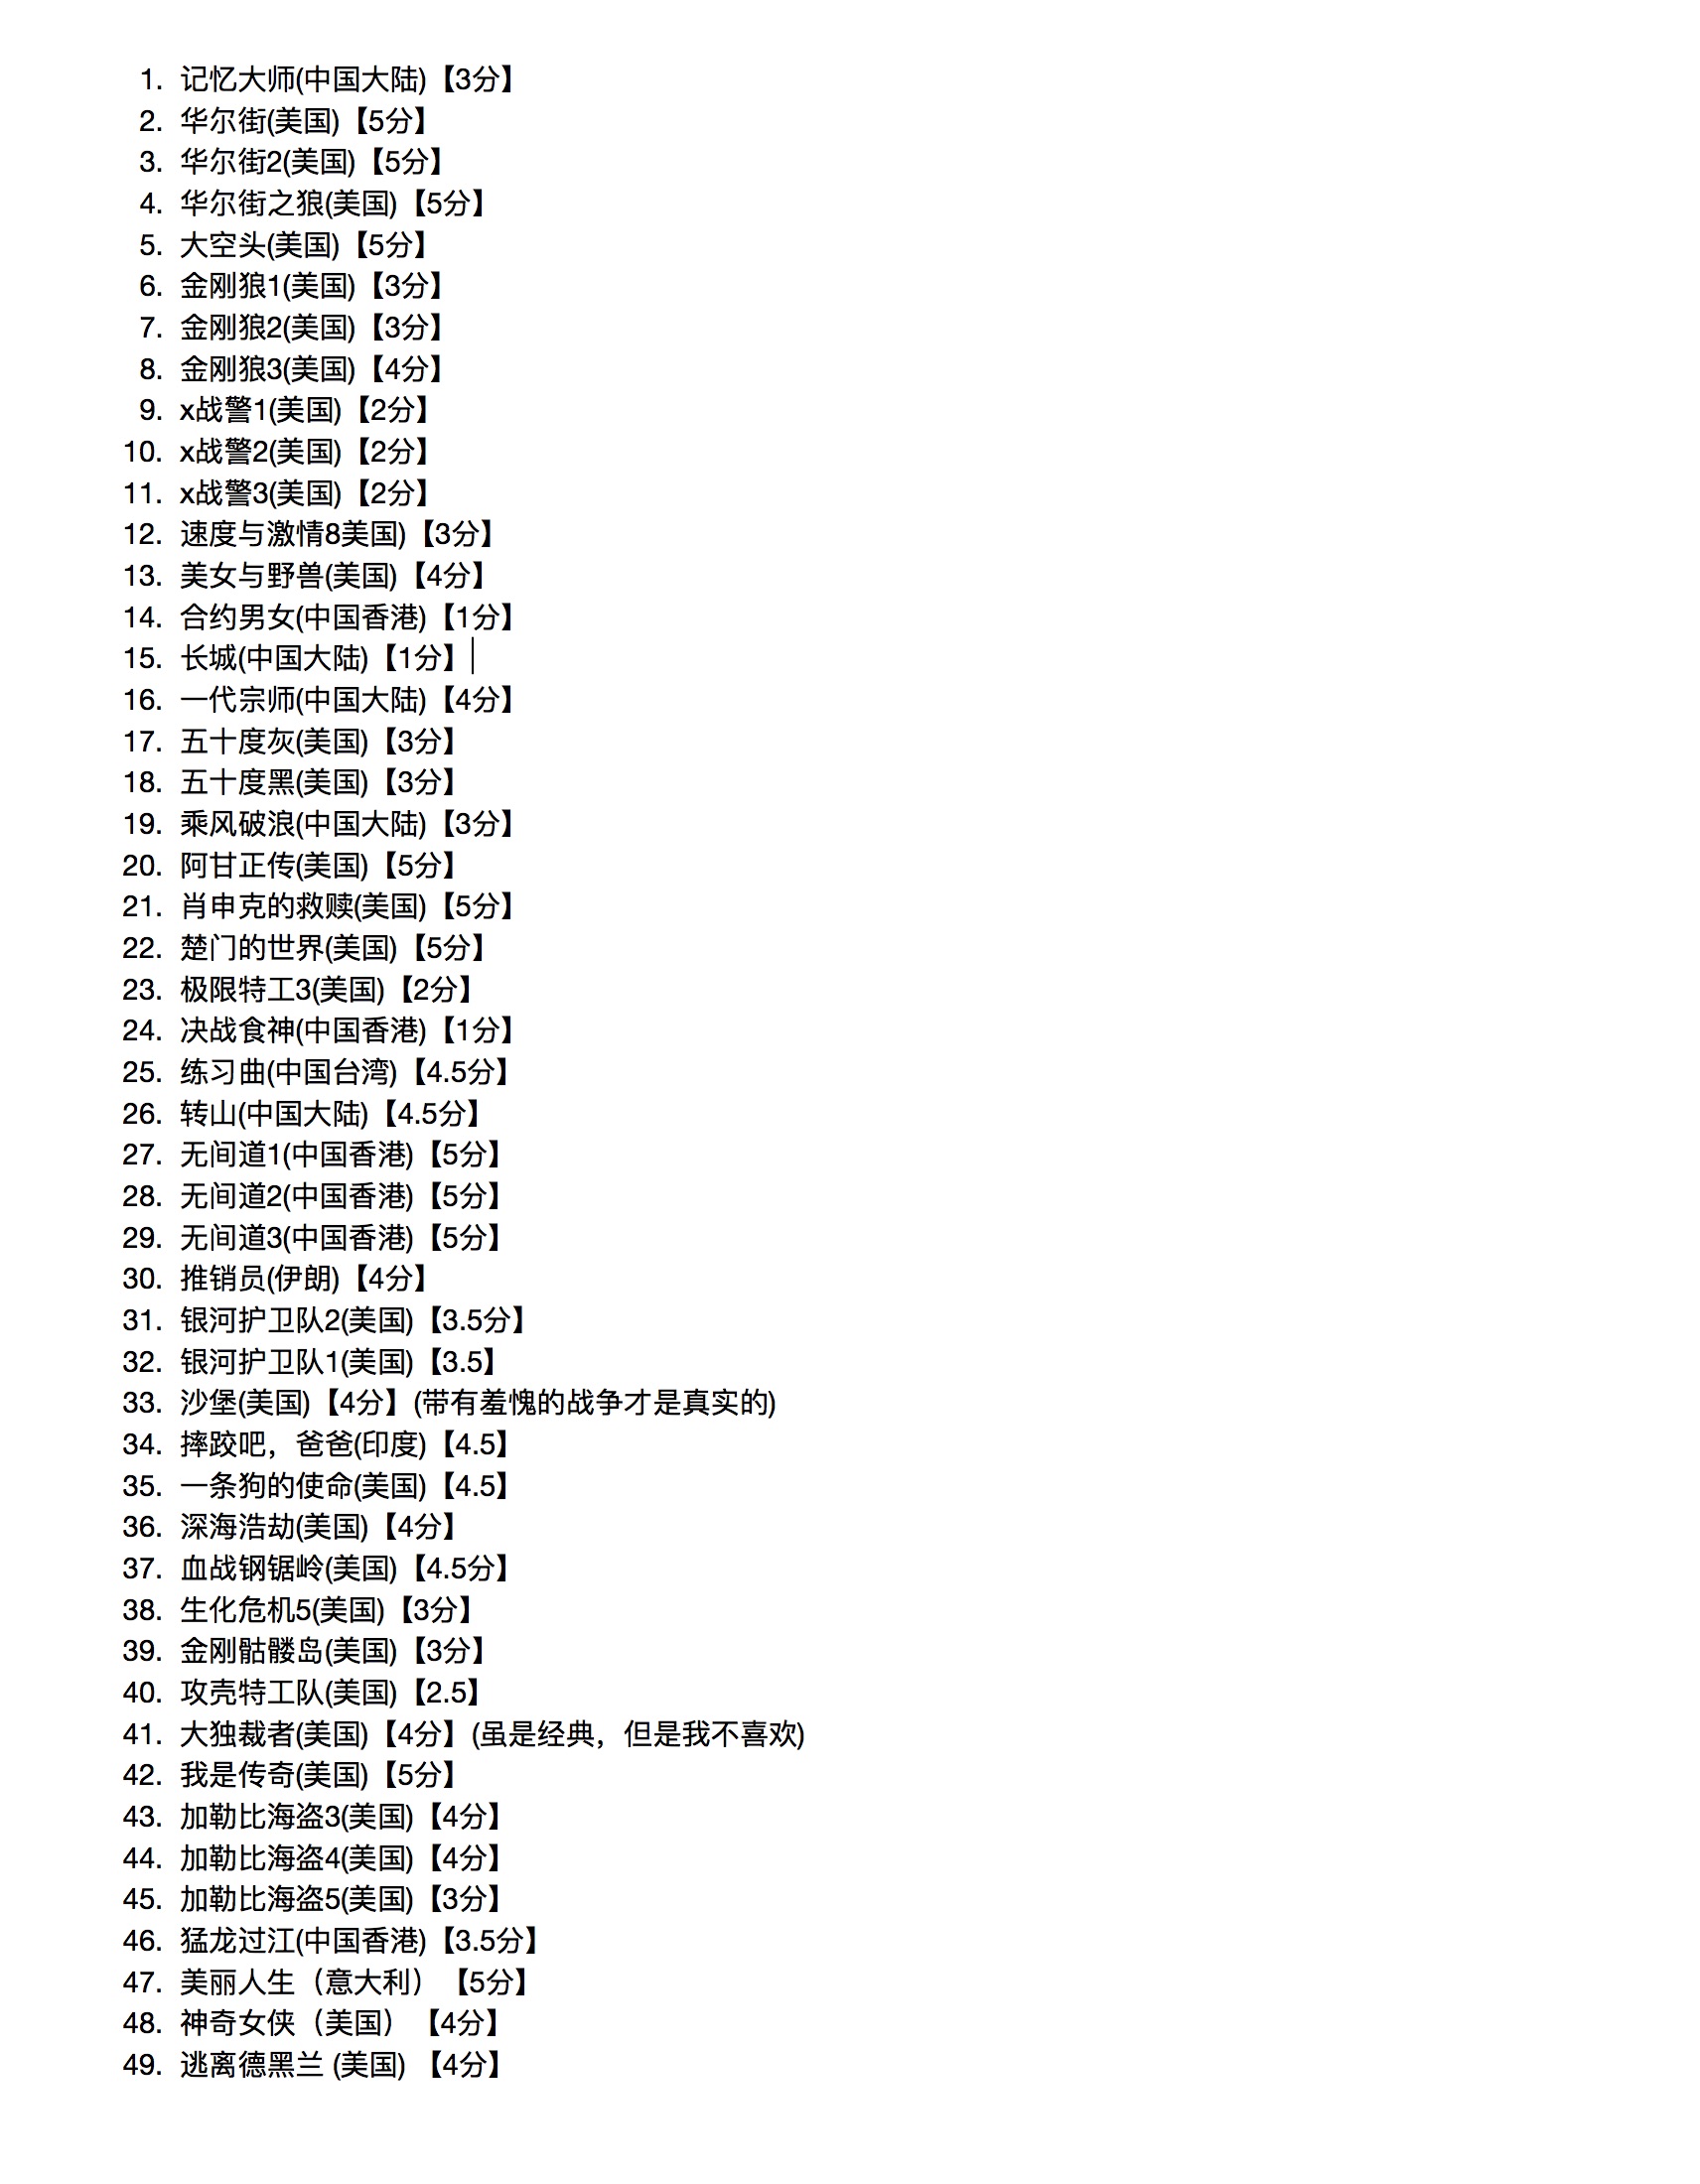 1. 记忆大师(中国大陆)【3分】
2. 华尔街(美国)【5分】
3. 华尔街2(美国)【5分】
4. 华尔街之狼(美国)【5分】
5. 大空头(美国)【5分】
6. 金刚狼1(美国)【3分】
7. 金刚狼2(美国)【3分】
8. 金刚狼3(美国)【4分】
9. x战警1(美国)【2分】
10. x战警2(美国)【2分】
11. x战警3(美国)【2分】
12. 速度与激情8美国)【3分】
13. 美女与野兽(美国)【4分】
14. 合约男女(中国香港)【1分】
15. 长城(中国大陆)【1分】
16. 一代宗师(中国大陆)【4分】
17. 五十度灰(美国)【3分】
18. 五十度黑(美国)【3分】
19. 乘风破浪(中国大陆)【3分】
20. 阿甘正传(美国)【5分】
21. 肖申克的救赎(美国)【5分】
22. 楚门的世界(美国)【5分】
23. 极限特工3(美国)【2分】
24. 决战食神(中国香港)【1分】
25. 练习曲(中国台湾)【4.5分】
26. 转山(中国大陆)【4.5分】
27. 无间道1(中国香港)【5分】
28. 无间道2(中国香港)【5分】
29. 无间道3(中国香港)【5分】
30. 推销员(伊朗)【4分】
31. 银河护卫队2(美国)【3.5分】
32. 银河护卫队1(美国)【3.5】
33. 沙堡(美国)【4分】(带有羞愧的战争才是真实的)
34. 摔跤吧，爸爸(印度)【4.5】
35. 一条狗的使命(美国)【4.5】
36. 深海浩劫(美国)【4分】
37. 血战钢锯岭(美国)【4.5分】
38. 生化危机5(美国)【3分】
39. 金刚骷髅岛(美国)【3分】
40. 攻壳特工队(美国)【2.5】
41. 大独裁者(美国)【4分】(虽是经典，但是我不喜欢)
42. 我是传奇(美国)【5分】
43. 加勒比海盗3(美国)【4分】
44. 加勒比海盗4(美国)【4分】
45. 加勒比海盗5(美国)【3分】
46. 猛龙过江(中国香港)【3.5分】
47. 美丽人生（意大利）【5分】
48. 神奇女侠（美国）【4分】
49. 逃离德黑兰 (美国) 【4分】